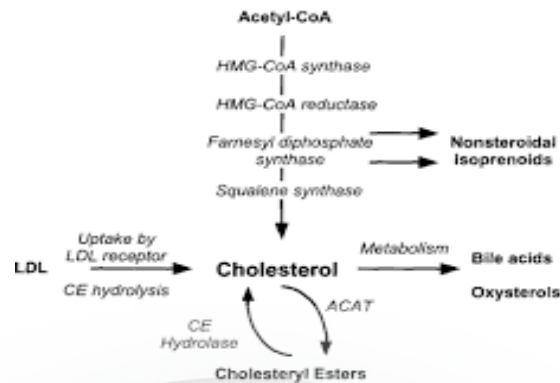 Acetyl-CoA
HMG-CoA synthase
HMG-CoA reductase
Farnesyl diphosphate
synthase
Nonsteroidal
isoprenoids
Squalene synthase
LDL
Uptake by
LDL receptor
CE hydrolysis
Cholesterol
Metabolism
Bile acids
Oxysterols
ACAT
CE
Hydrolase
Cholesteryl Esters